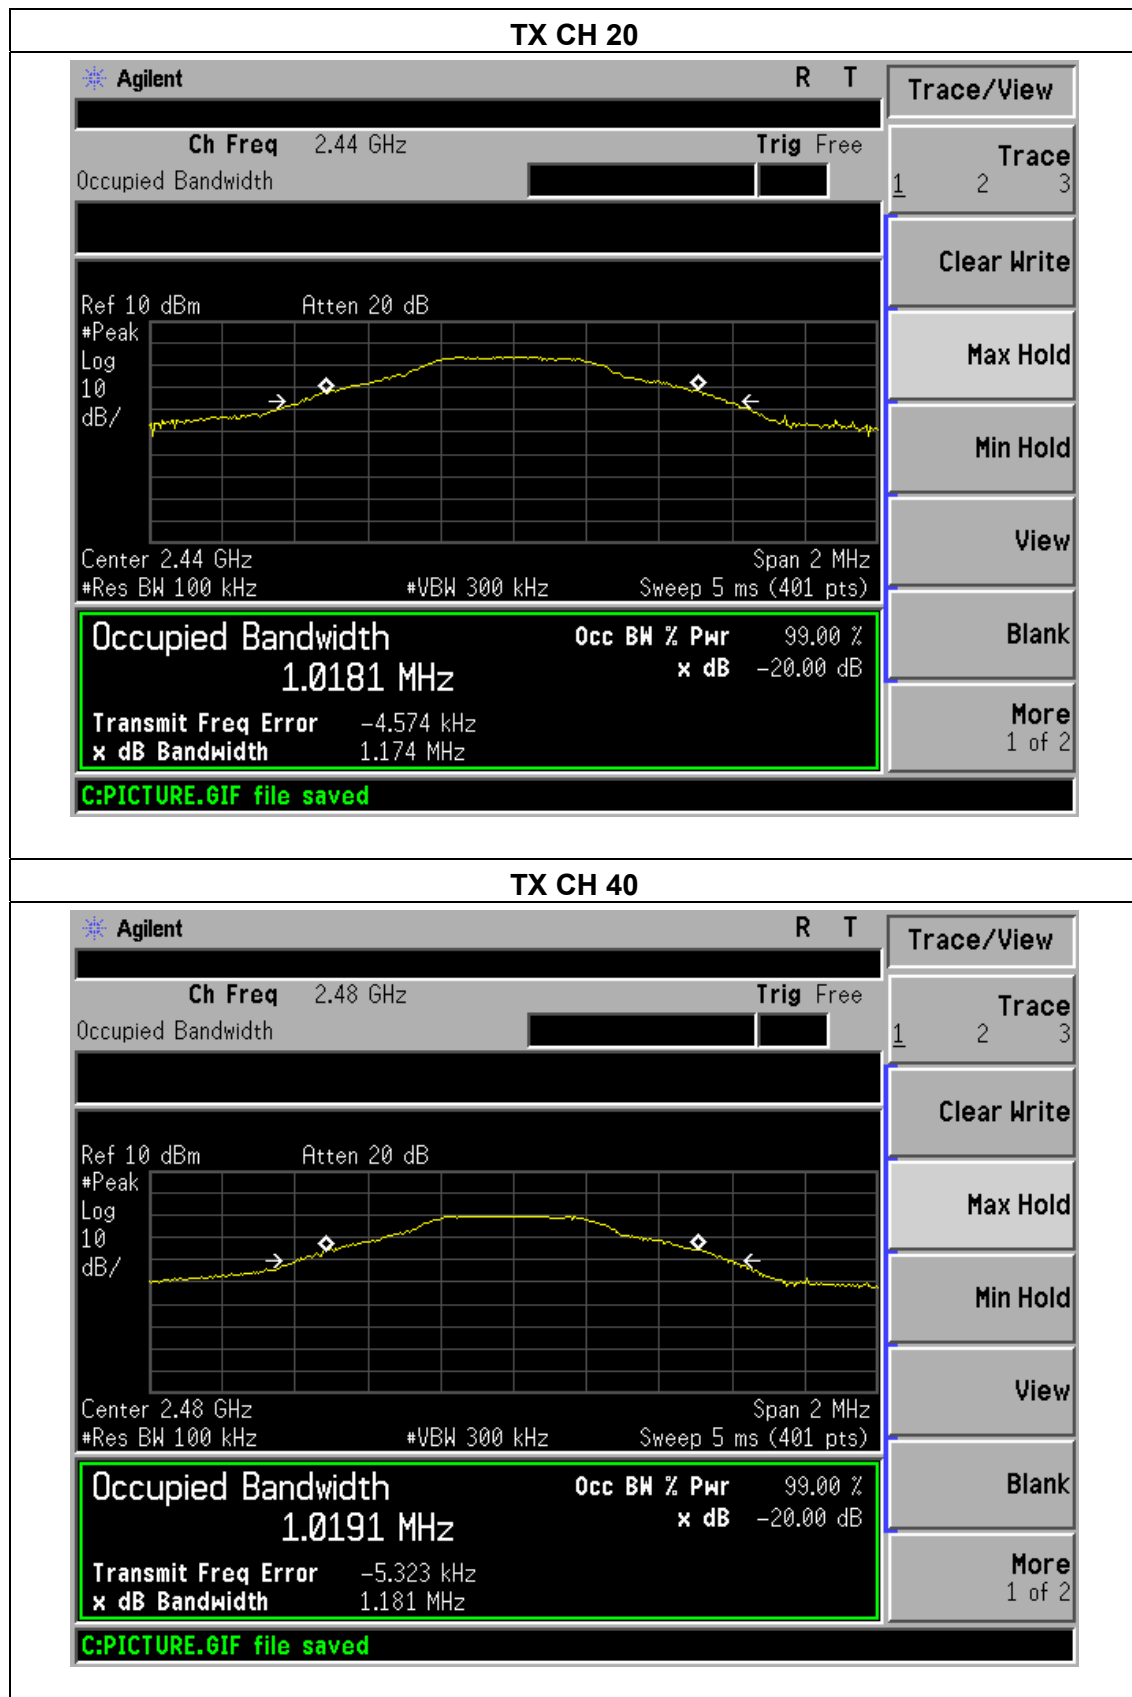 TX CH 20
Agilent R T Trace/View
Ch Freq 2.44 GHz Trig Free
Trace
1 2 3
Occupied Bandwidth
Clear Write
Ref 10 dBm Atten 20 dB
#Peak
Log
10
dB/
Max Hold
Min Hold
View
Center 2.44 GHz Span 2 MHz
#Res BW 100 kHz #VBW 300 kHz Sweep 5 ms (401 pts)
Occupied Bandwidth Occ BW % Pwr 99.00 %
1.0181 MHz x dB -20.00 dB
Blank
Transmit Freq Error -4.574 kHz
x dB Bandwidth 1.174 MHz
More
1 of 2
C:PICTURE.GIF file saved
TX CH 40
Agilent R T Trace/View
Ch Freq 2.48 GHz Trig Free
Trace
1 2 3
Occupied Bandwidth
Clear Write
Ref 10 dBm Atten 20 dB
#Peak
Log
10
dB/
Max Hold
Min Hold
View
Center 2.48 GHz Span 2 MHz
#Res BW 100 kHz #VBW 300 kHz Sweep 5 ms (401 pts)
Occupied Bandwidth Occ BW % Pwr 99.00 %
1.0191 MHz x dB -20.00 dB
Blank
Transmit Freq Error -5.323 kHz
x dB Bandwidth 1.181 MHz
More
1 of 2
C:PICTURE.GIF file saved